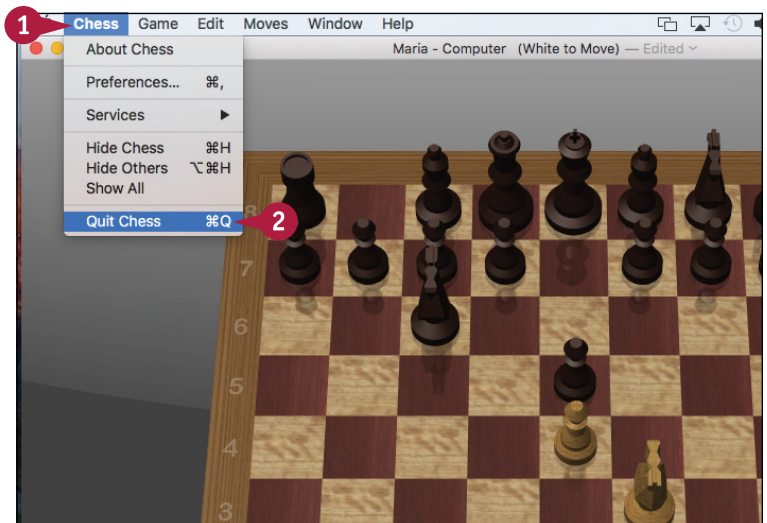 1
Chess Game Edit Moves Window Help
Maria - Computer (White to Move) — Edited
About Chess
Preferences... ⌘,
Services ▶
Hide Chess ⌘H
Hide Others ⌥⌘H
Show All
Quit Chess ⌘Q
2
8
7
6
5
4
3